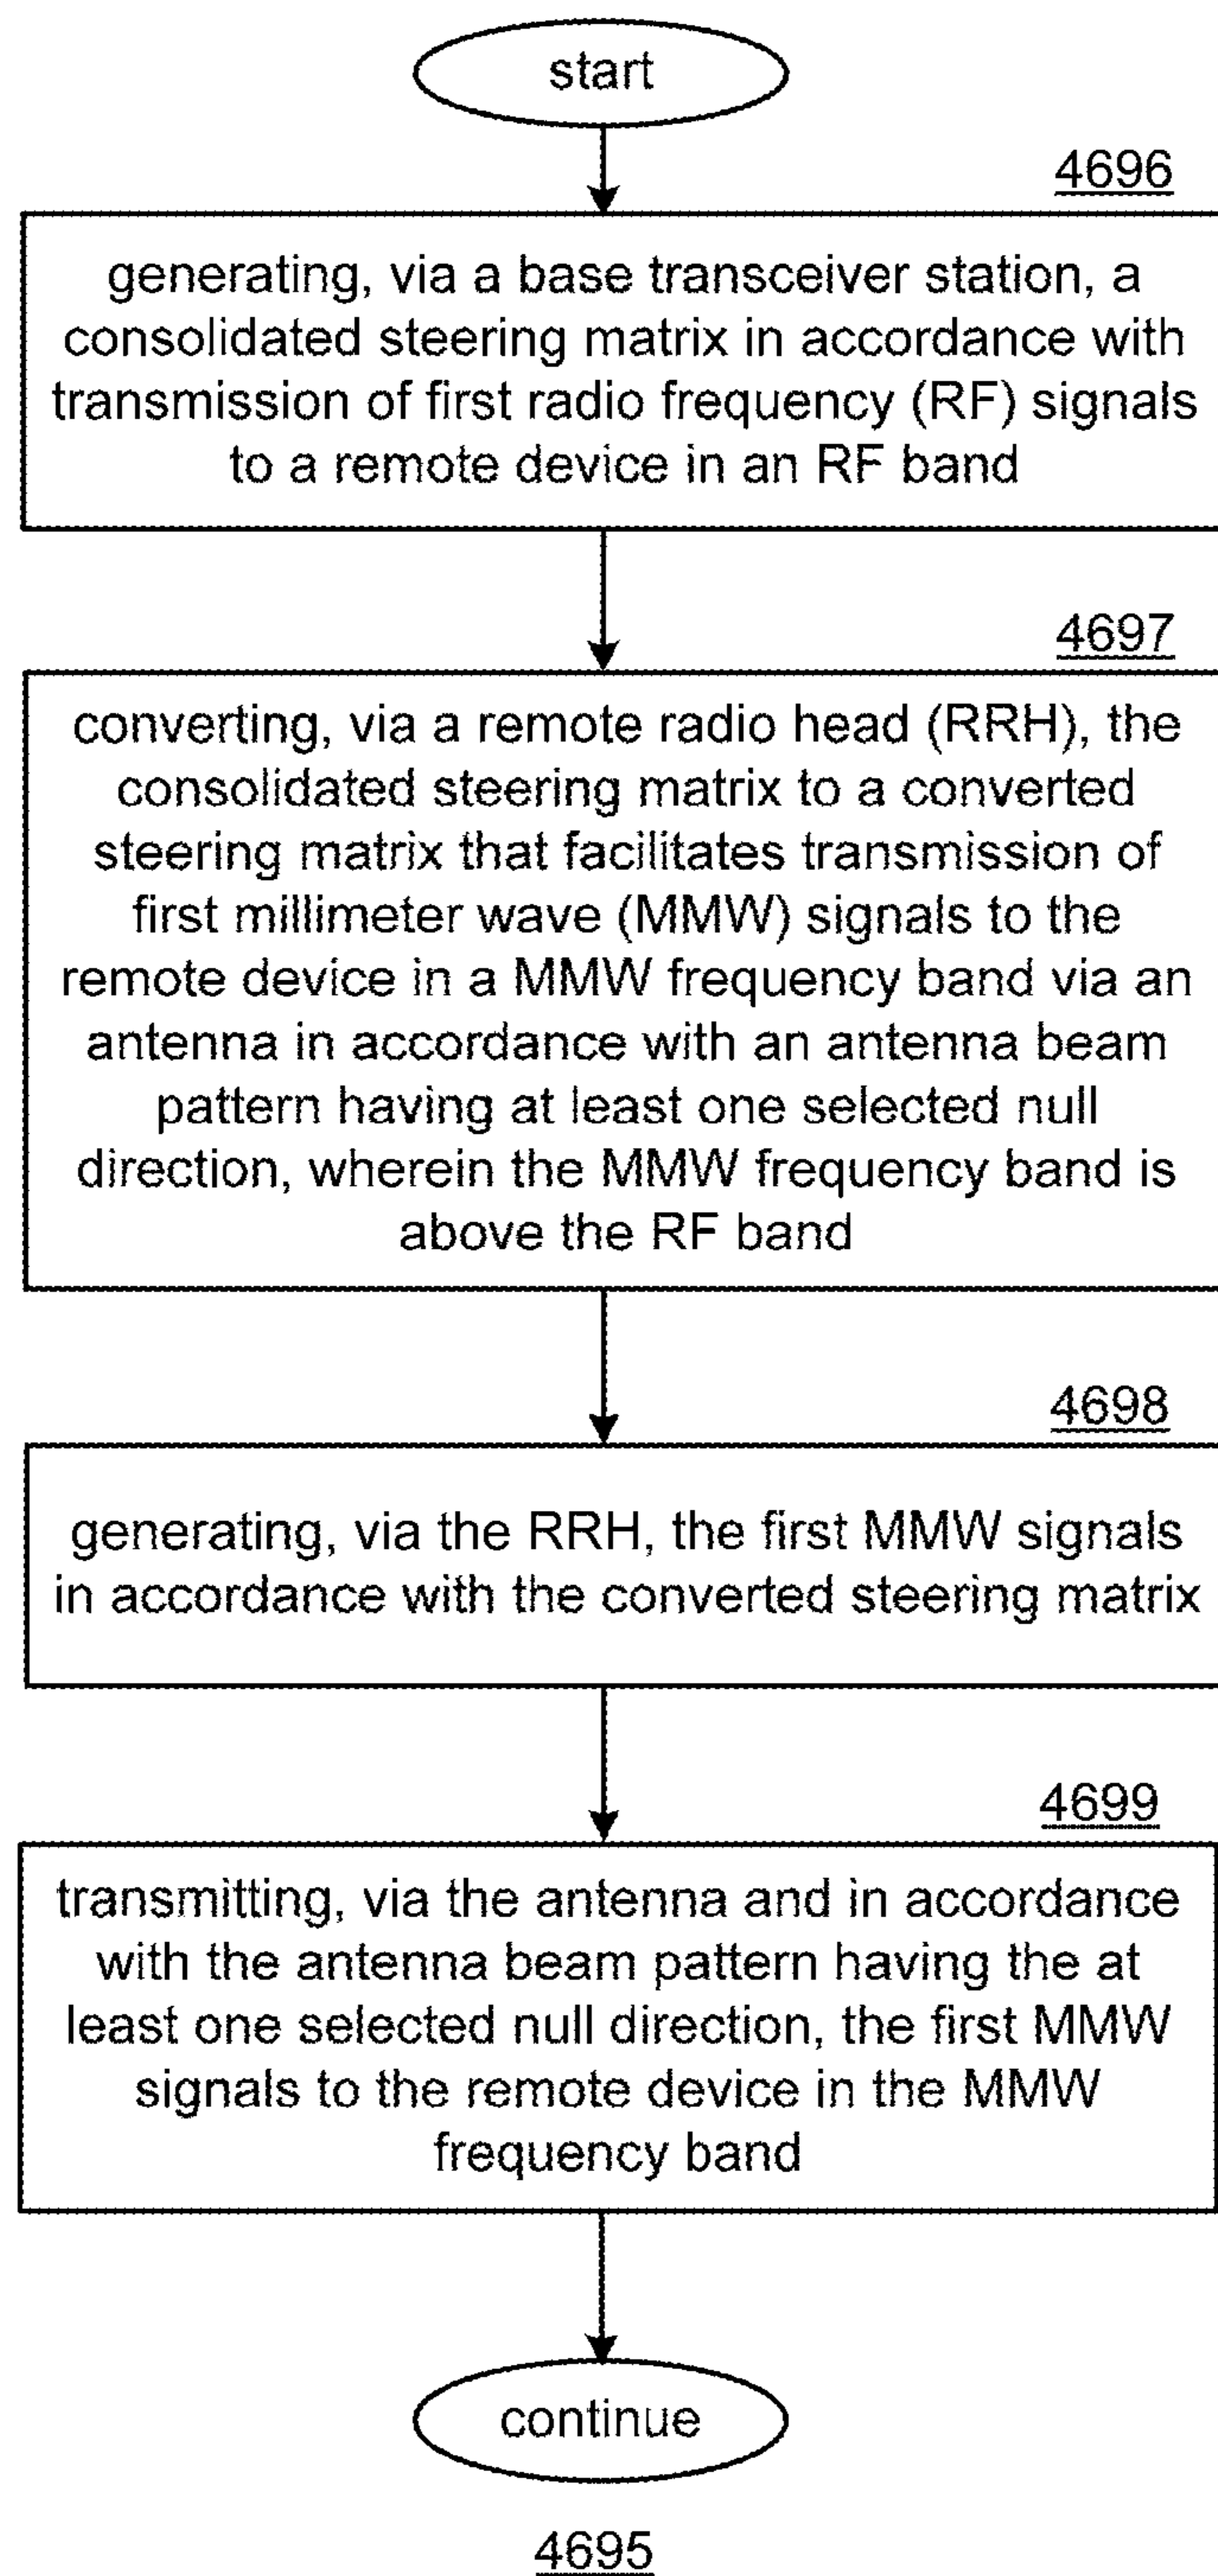 start
4696
generating, via a base transceiver station, a
consolidated steering matrix in accordance with
transmission of first radio frequency (RF) signals
to a remote device in an RF band
4697
converting, via a remote radio head (RRH), the
consolidated steering matrix to a converted
steering matrix that facilitates transmission of
first millimeter wave (MMW) signals to the
remote device in a MMW frequency band via an
antenna in accordance with an antenna beam
pattern having at least one selected null
direction, wherein the MMW frequency band is
above the RF band
4698
generating, via the RRH, the first MMW signals
in accordance with the converted steering matrix
4699
transmitting, via the antenna and in accordance
with the antenna beam pattern having the at
least one selected null direction, the first MMW
signals to the remote device in the MMW
frequency band
continue
4695